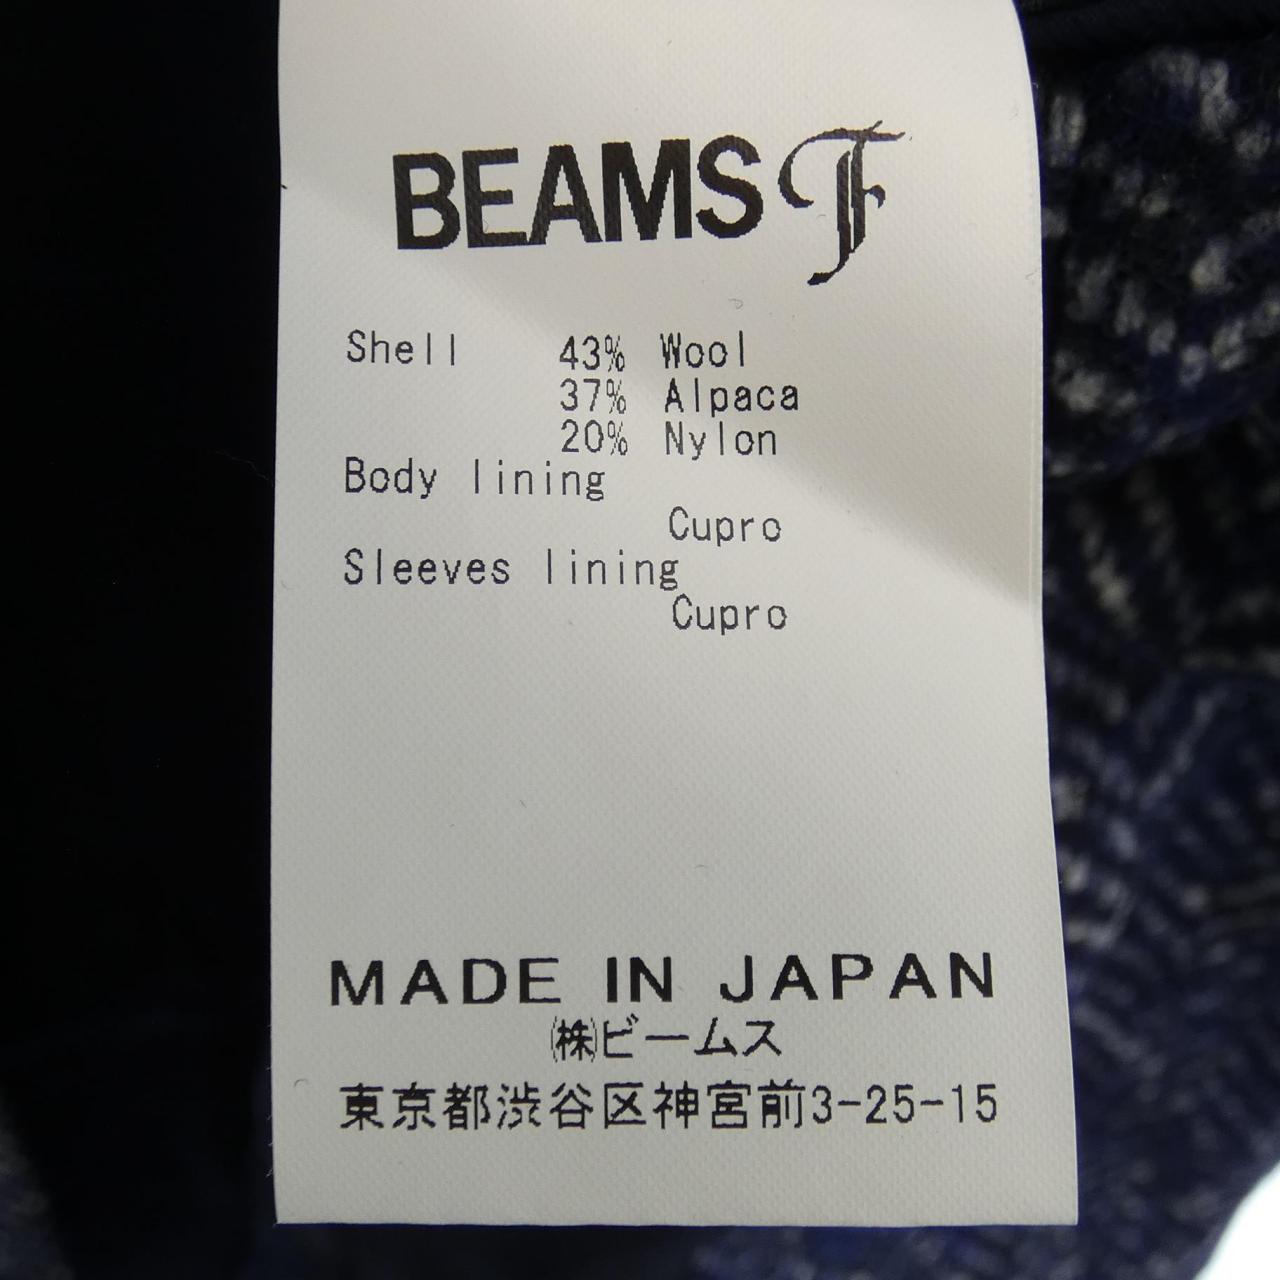 BEAMS F
Shell 43% Wool
37% Alpaca
20% Nylon
Body lining
Cupro
Sleeves lining
Cupro
MADE IN JAPAN
㈱ビームス
東京都渋谷区神宮前3-25-15